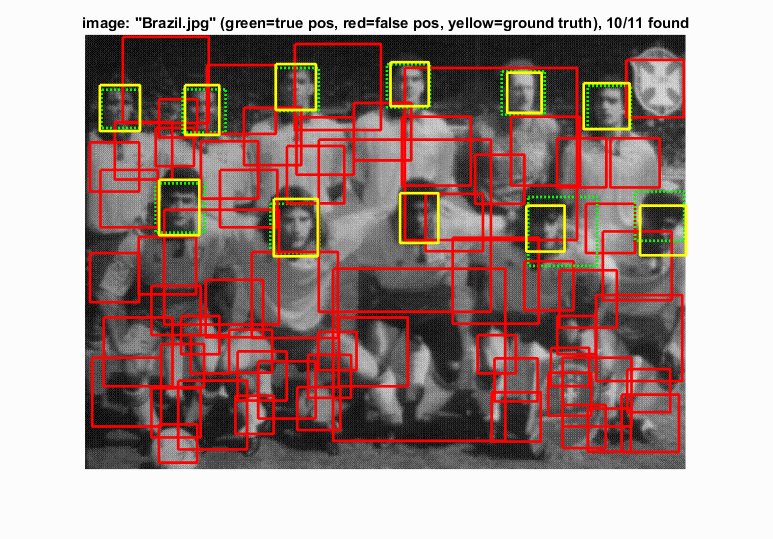 image: "Brazil.jpg" (green=true pos, red=false pos, yellow=ground truth), 10/11 found